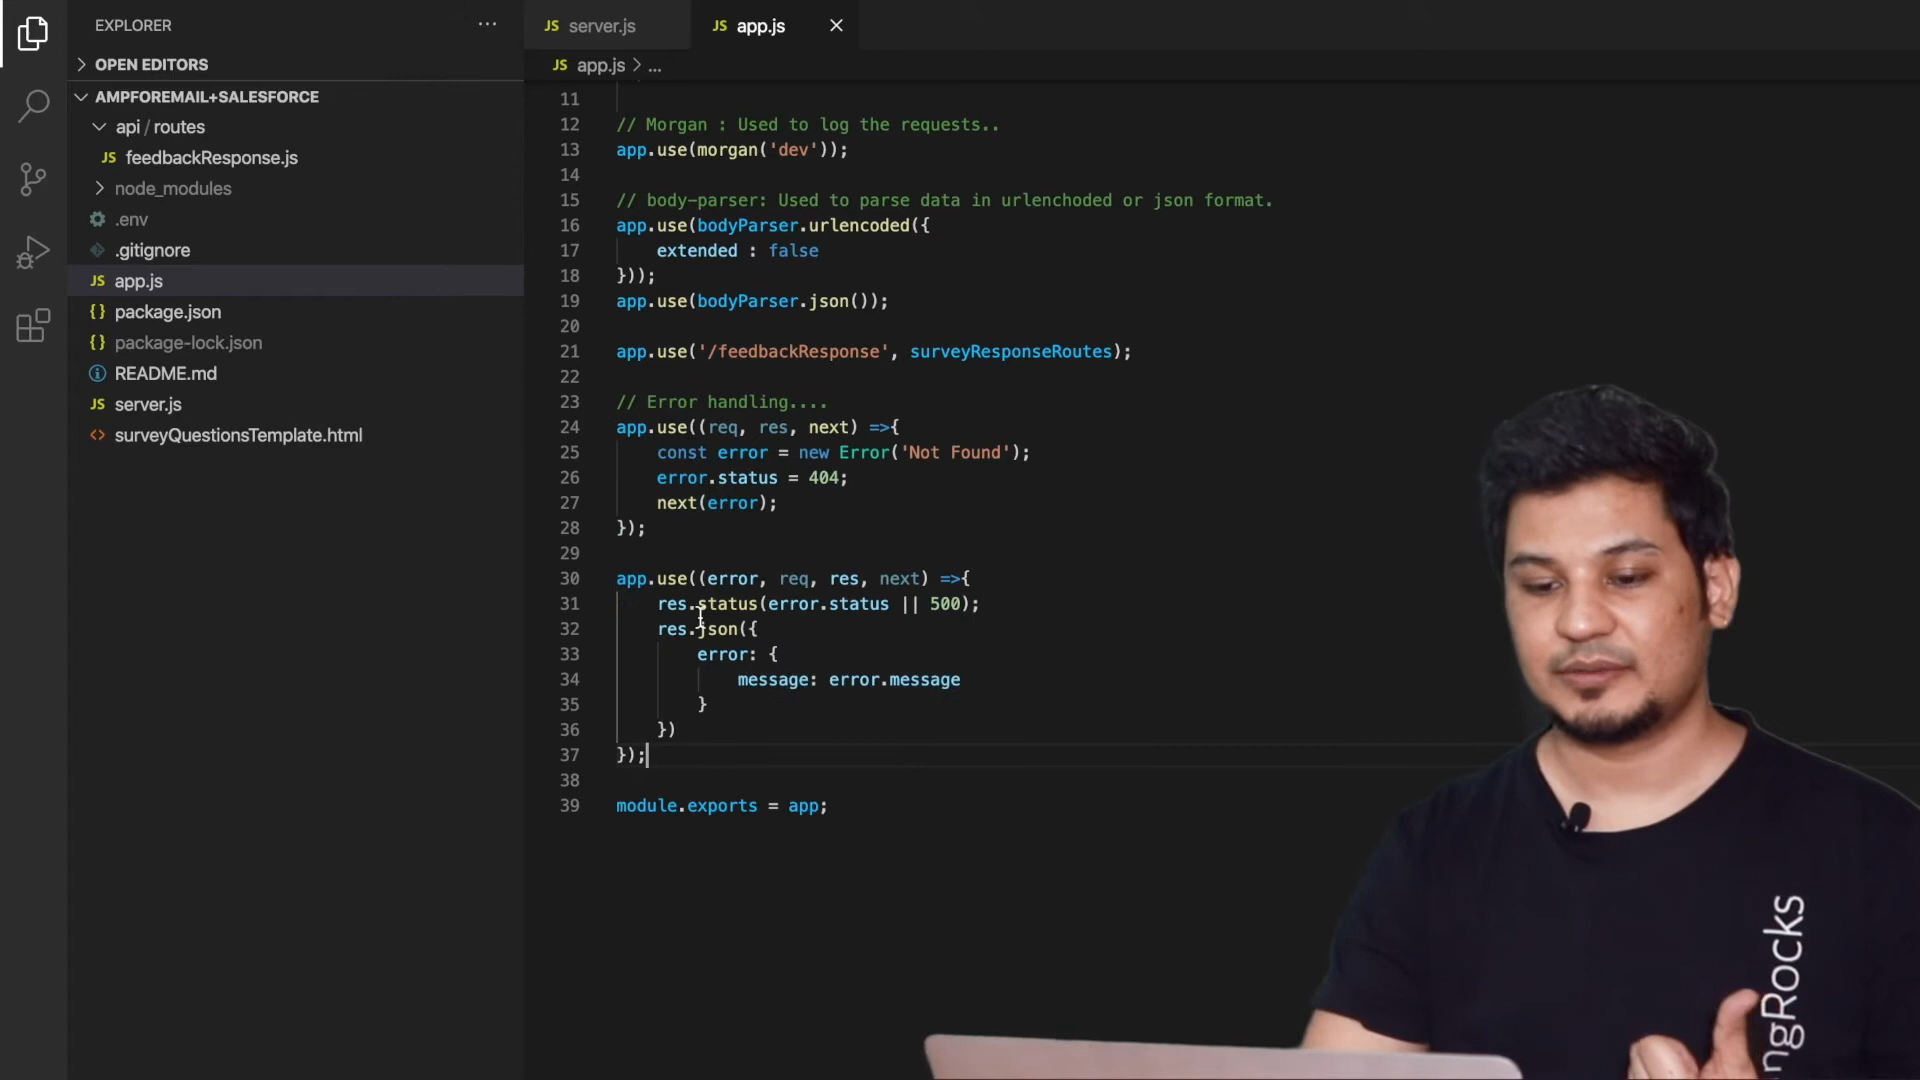 EXPLORER
...
OPEN EDITORS
AMPFOREMAIL+SALESFORCE
api / routes
JS feedbackResponse.js
node_modules
.env
.gitignore
JS app.js
{} package.json
{} package-lock.json
README.md
JS server.js
<> surveyQuestionsTemplate.html
JS server.js
JS app.js
JS app.js > ...
11
12 // Morgan : Used to log the requests..
13 app.use(morgan('dev'));
14
15 // body-parser: Used to parse data in urlenchoded or json format.
16 app.use(bodyParser.urlencoded({
17 extended : false
18 }));
19 app.use(bodyParser.json());
20
21 app.use('/feedbackResponse', surveyResponseRoutes);
22
23 // Error handling....
24 app.use((req, res, next) =>{
25 const error = new Error('Not Found');
26 error.status = 404;
27 next(error);
28 });
29
30 app.use((error, req, res, next) =>{
31 res.status(error.status || 500);
32 res.json({
33 error: {
34 message: error.message
35 }
36 })
37 });
38
39 module.exports = app;
ngRocks